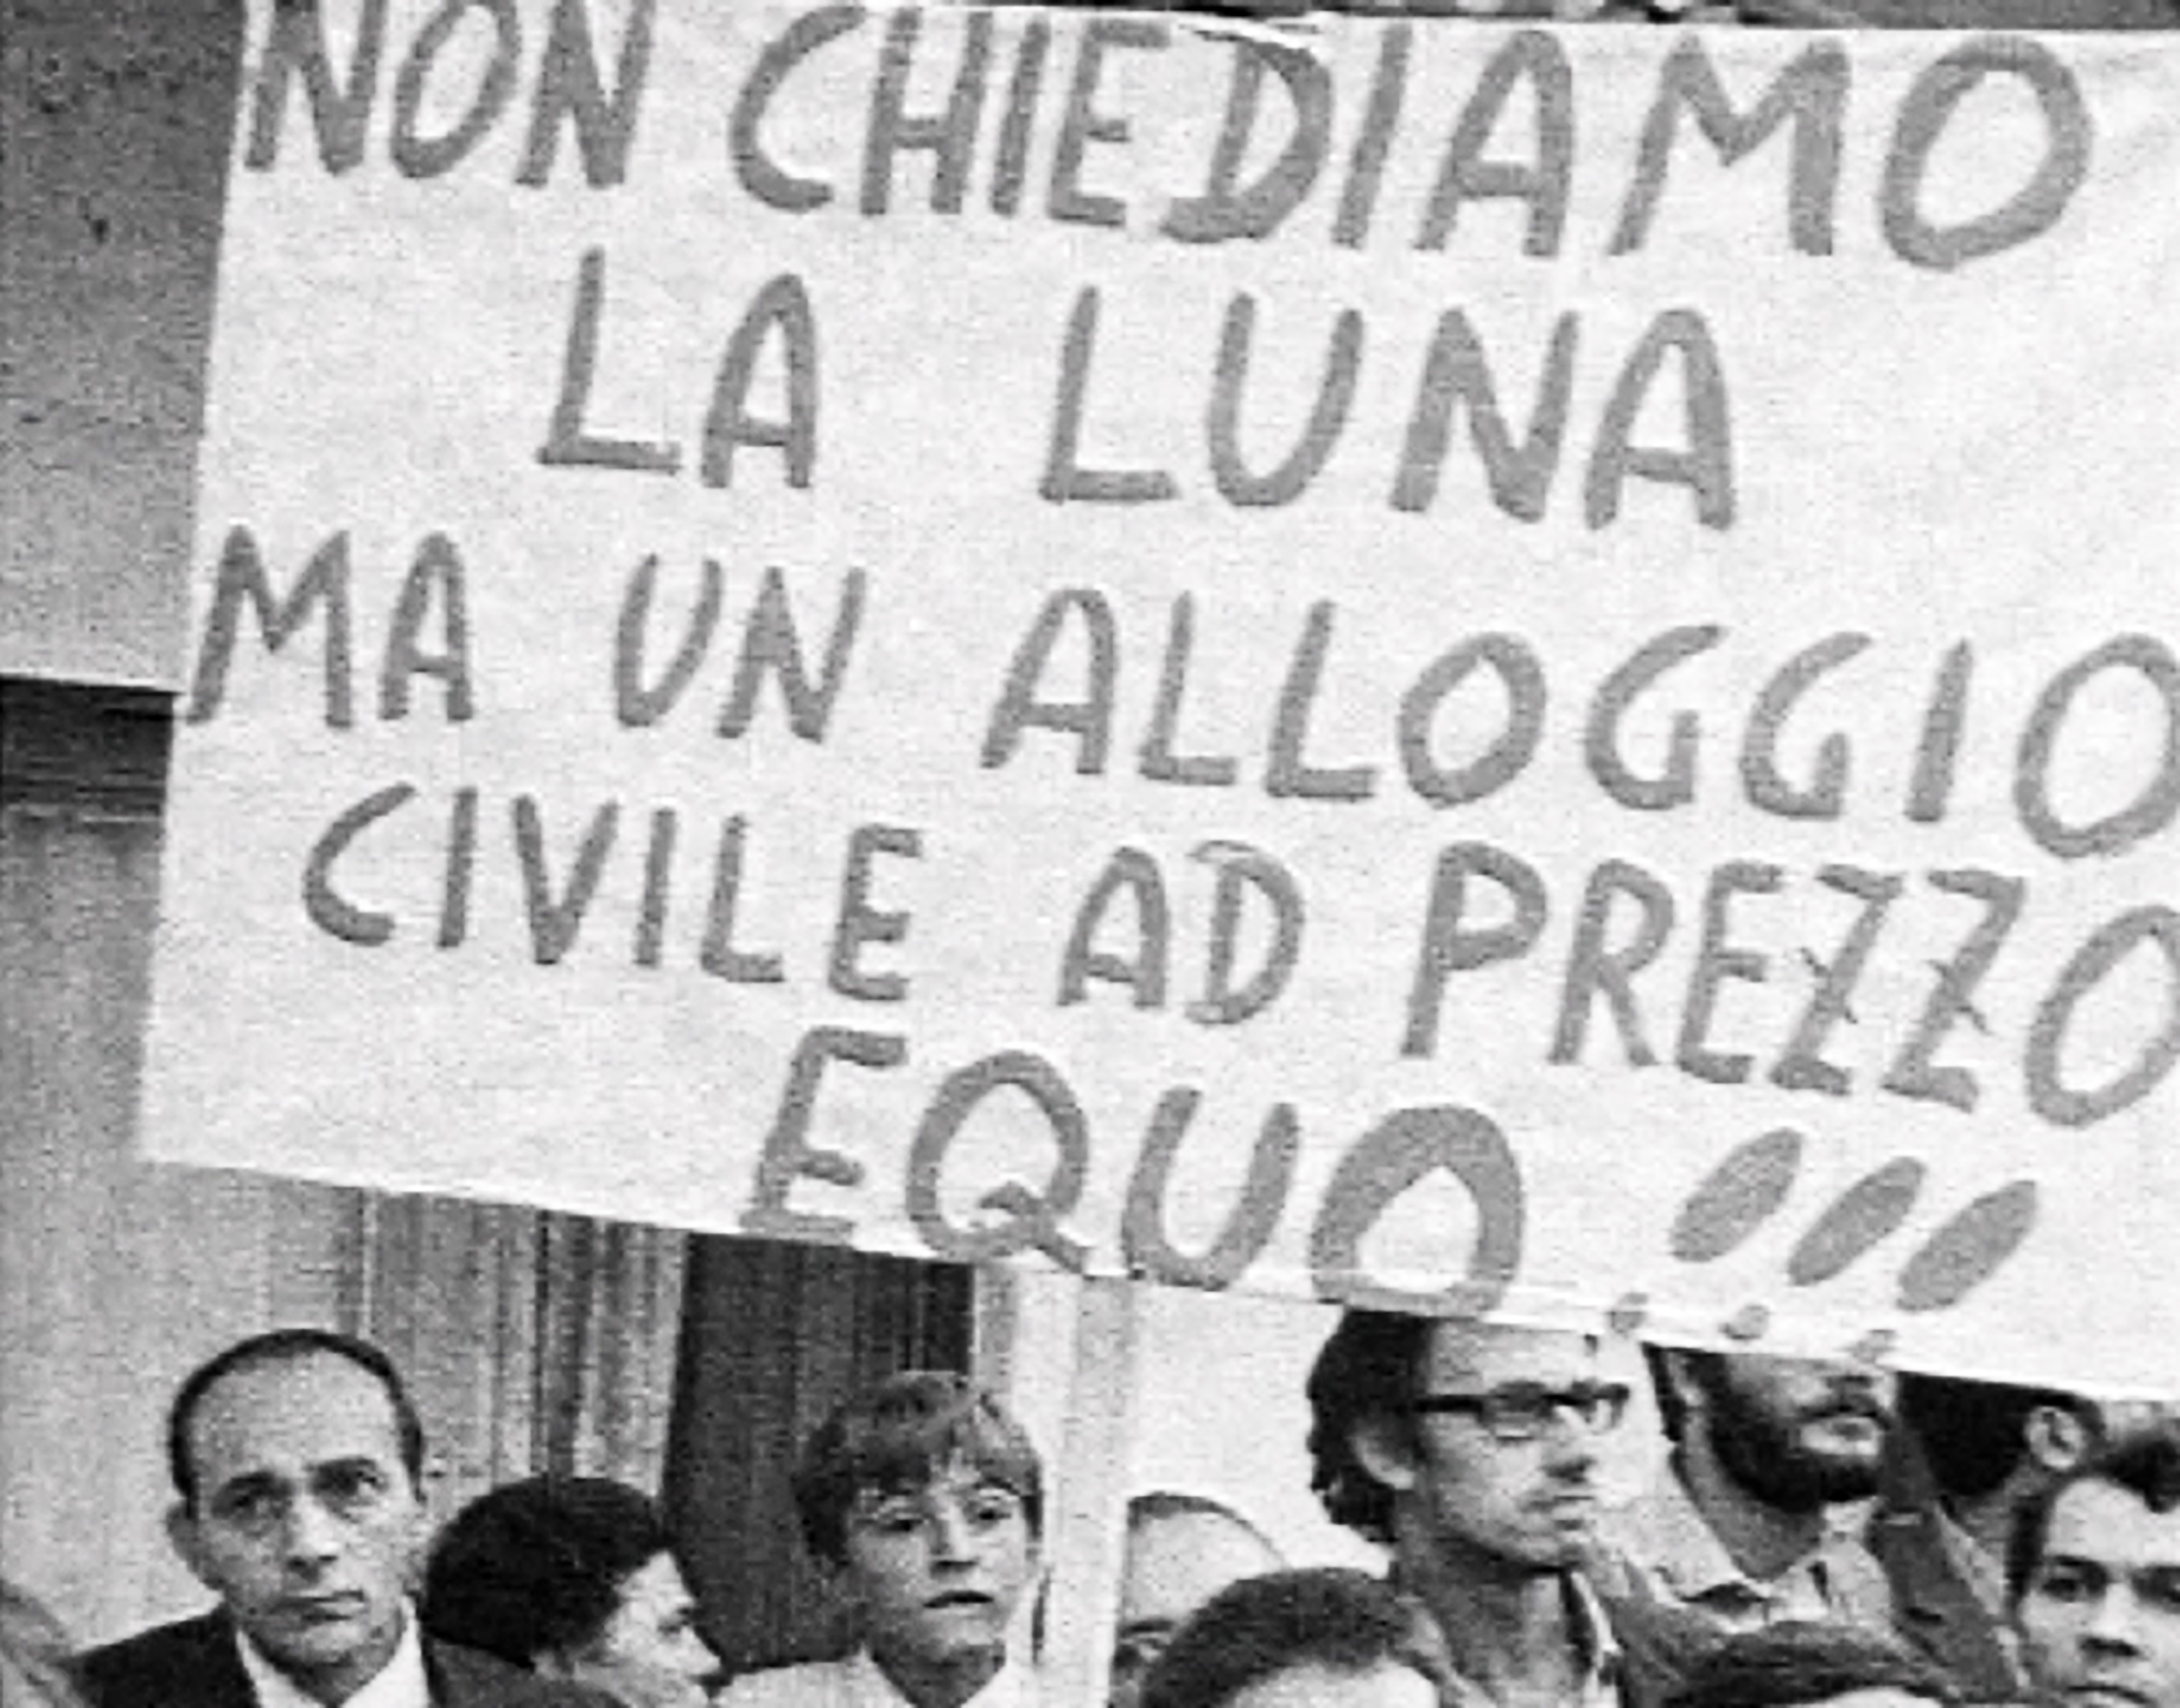 NON CHIEDIAMO
LA LUNA
MA UN ALLOGGIO
CIVILE AD PREZZO
EQUO !!!